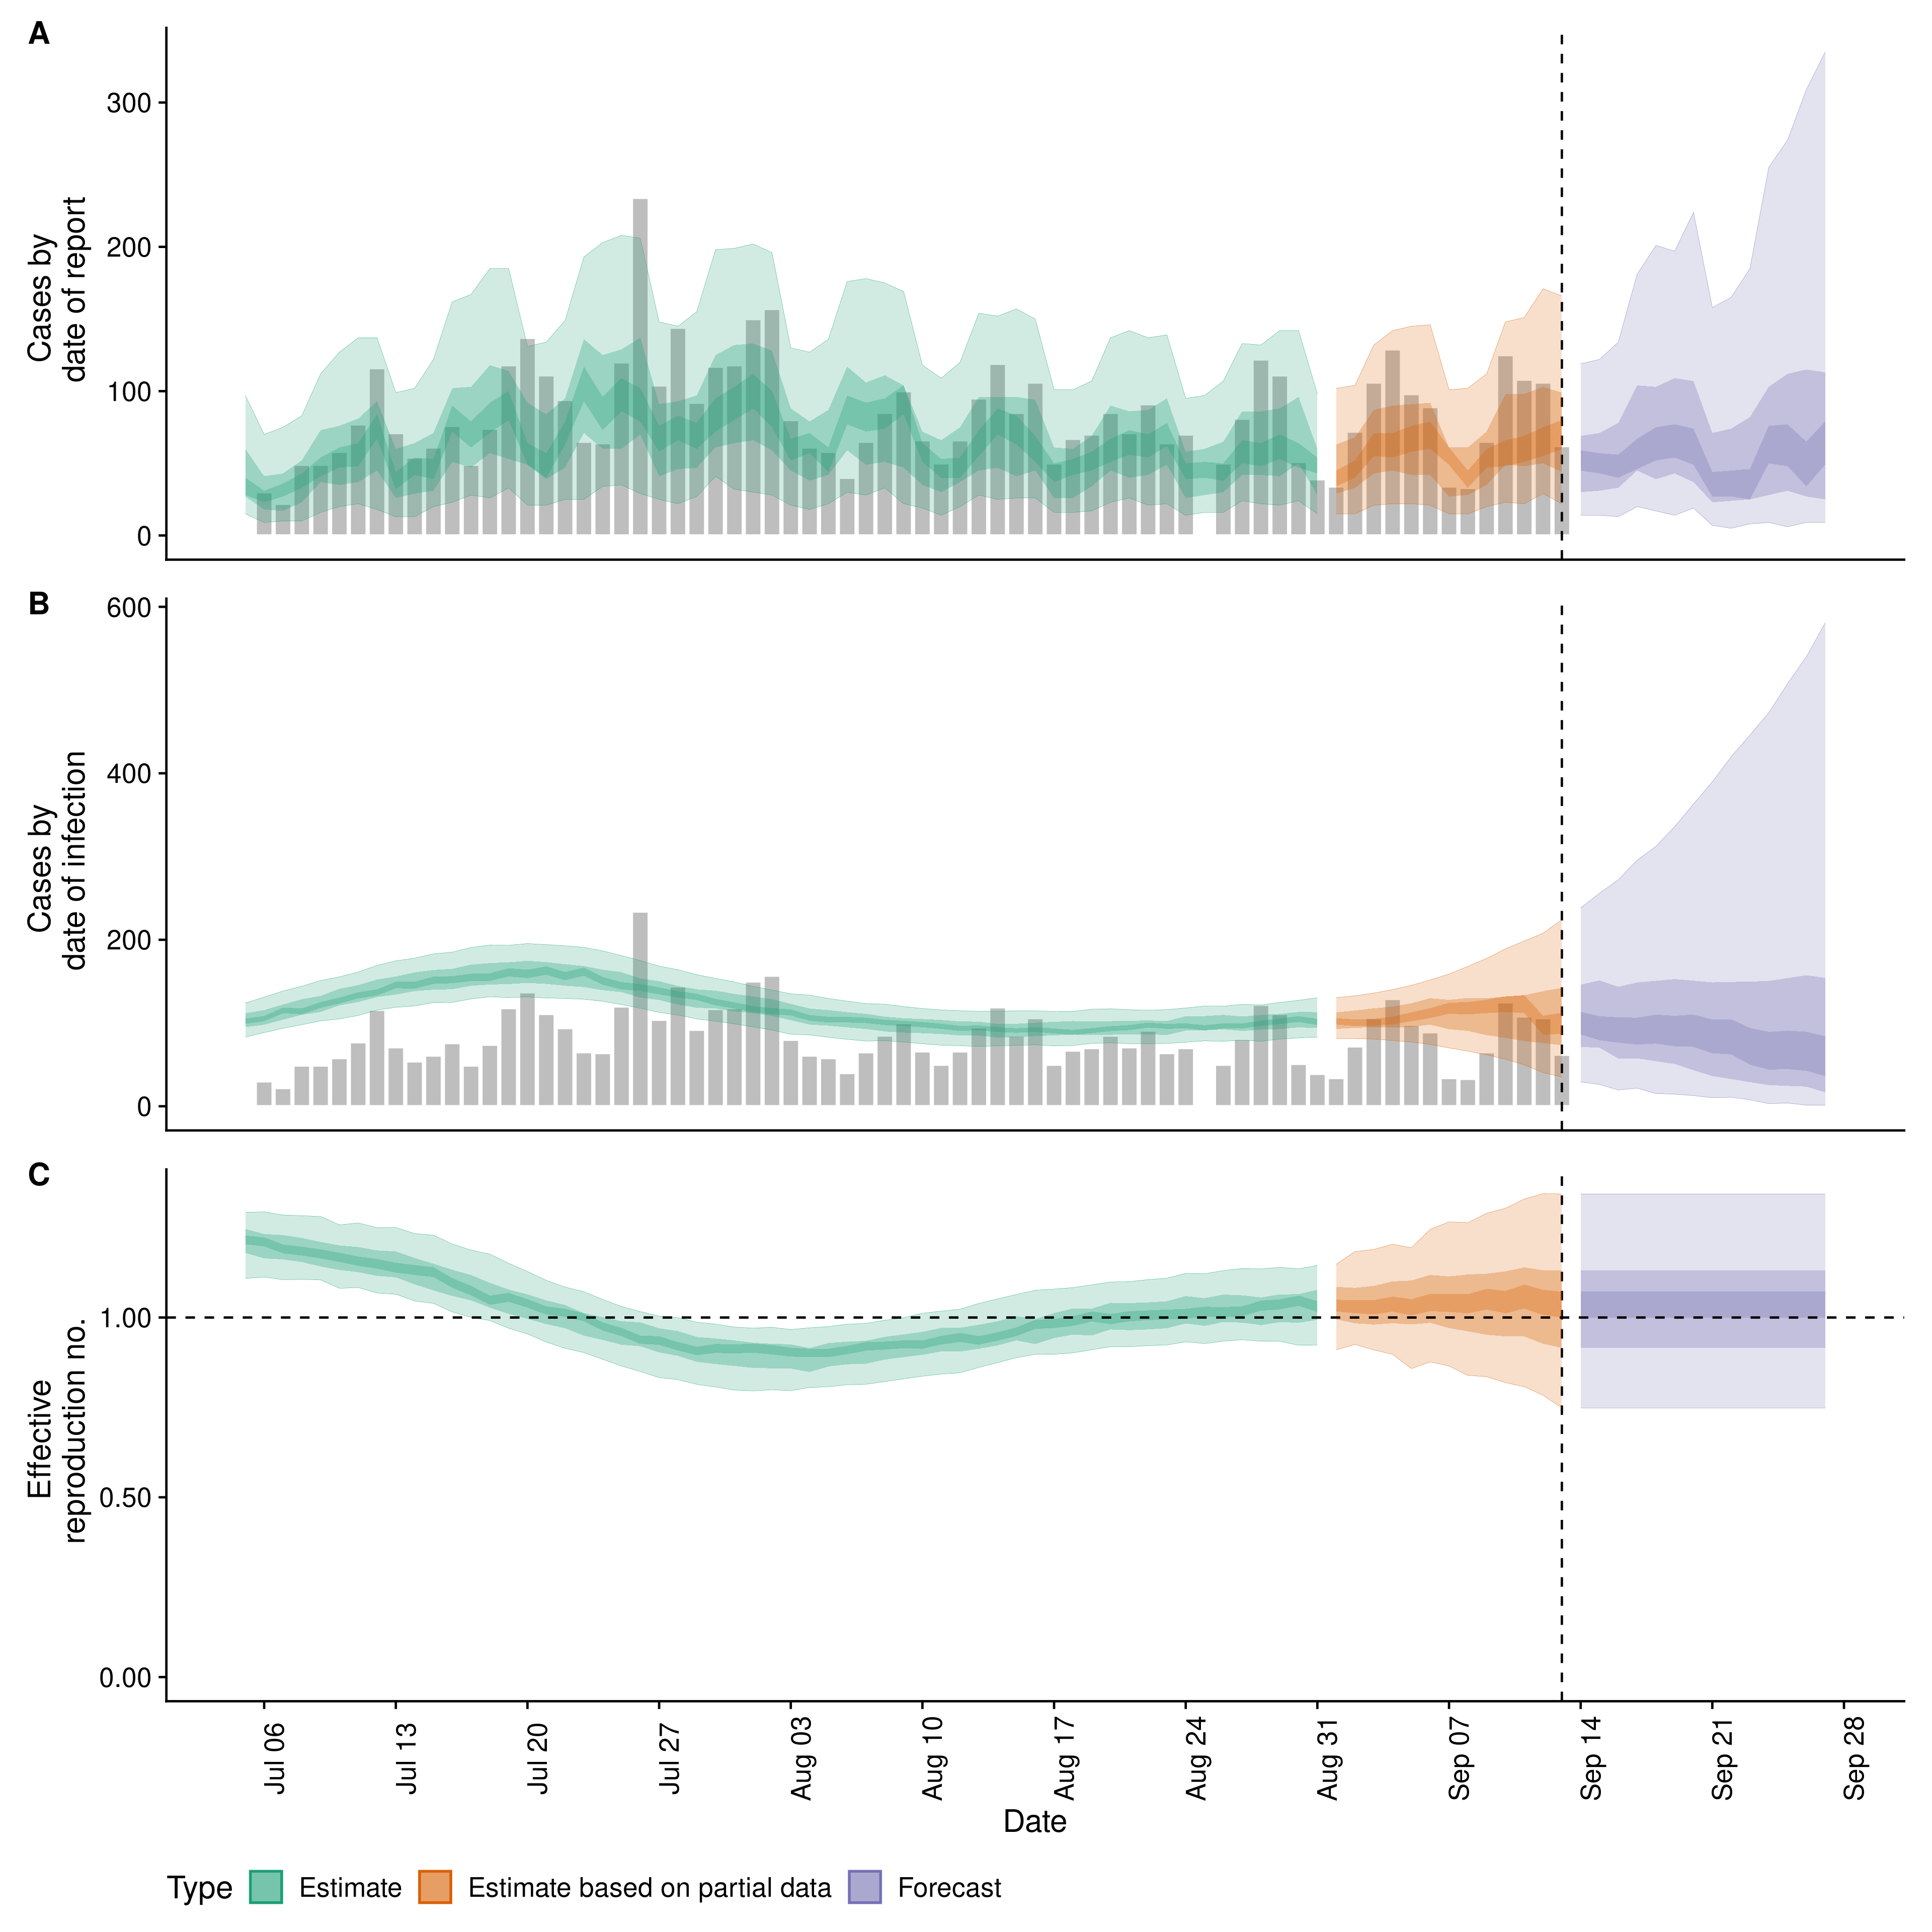 A
Cases by
date of report
300
200
100
0
B
Cases by
date of infection
600
400
200
0
C
Effective
reproduction no.
1.00
0.50
0.00
Jul 06
Jul 13
Jul 20
Jul 27
Aug 03
Aug 10
Aug 17
Aug 24
Aug 31
Sep 07
Sep 14
Sep 21
Sep 28
Date
Type Estimate Estimate based on partial data Forecast